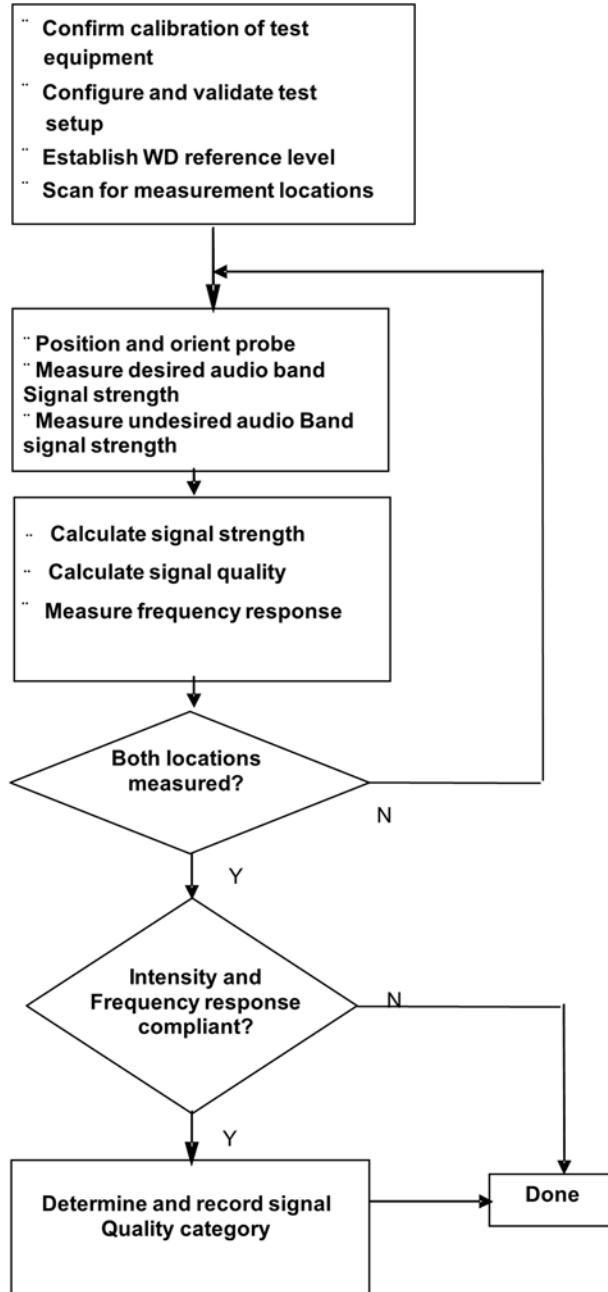 ¨ Confirm calibration of test
equipment
¨ Configure and validate test
setup
¨ Establish WD reference level
¨ Scan for measurement locations
¨ Position and orient probe
¨ Measure desired audio band
Signal strength
¨ Measure undesired audio Band
signal strength
¨ Calculate signal strength
¨ Calculate signal quality
¨ Measure frequency response
Both locations
measured?
N
Y
Intensity and
Frequency response
compliant?
N
Y
Determine and record signal
Quality category
Done